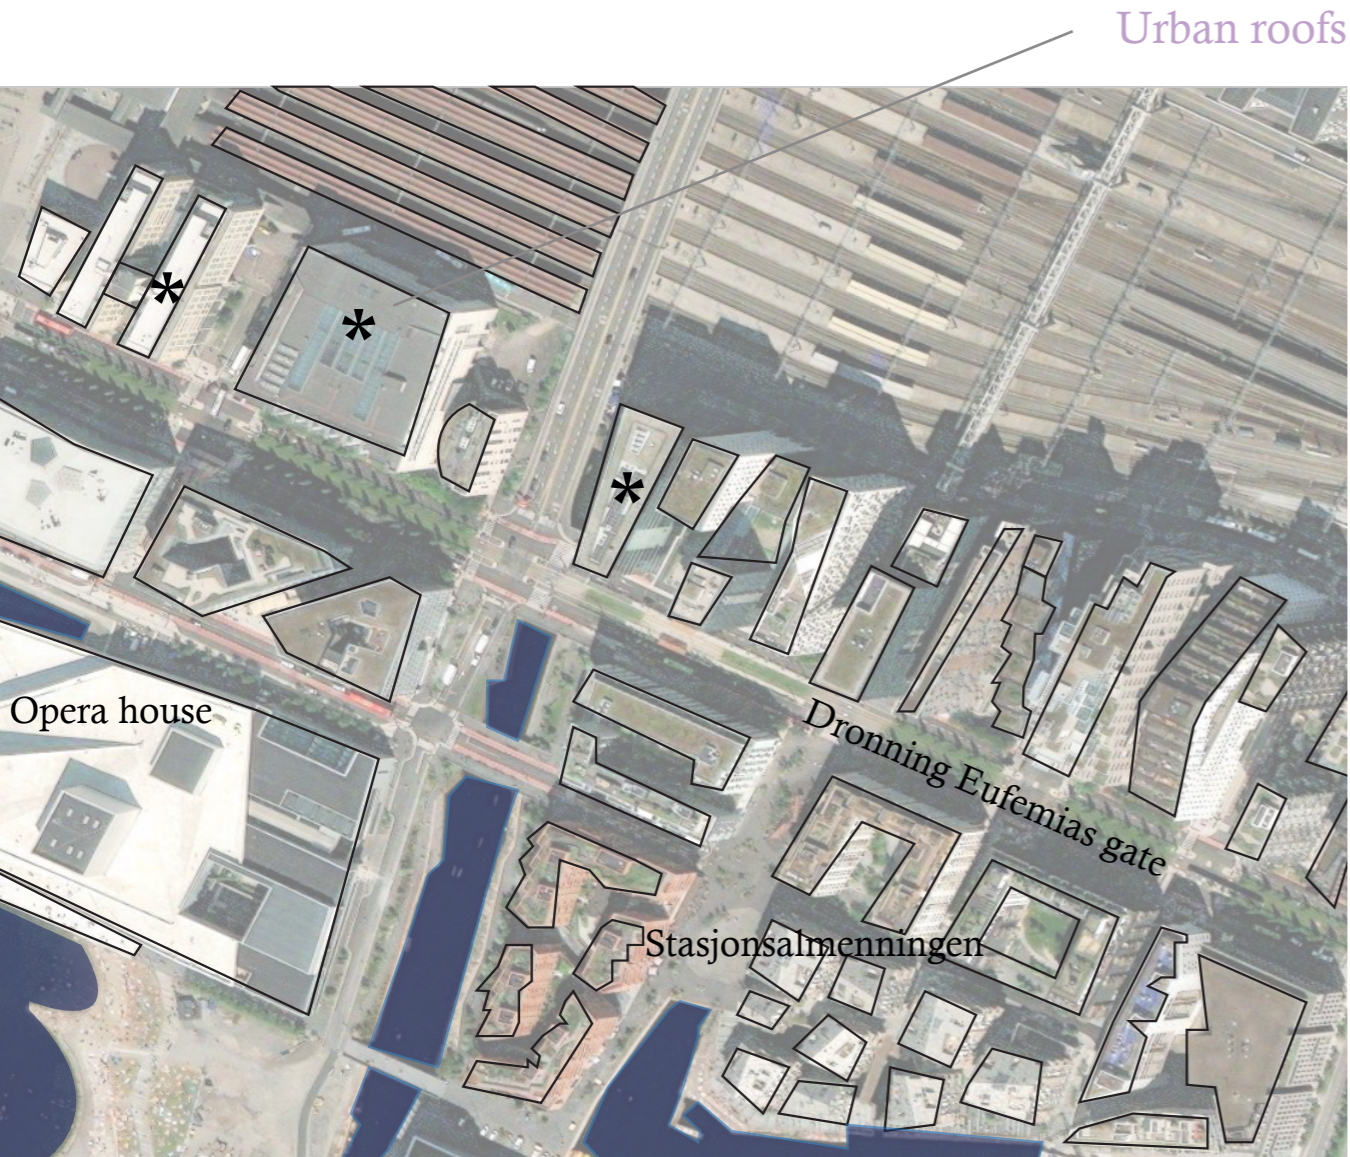 Urban roofs
*
*
*
Opera house
Dronning Eufemias gate
Stasjonsalmenningen